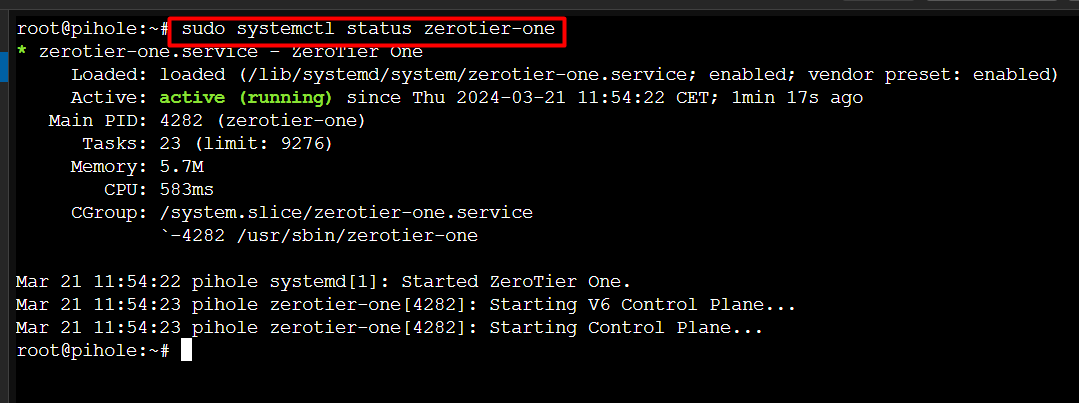 root@pihole:~# sudo systemctl status zerotier-one
* zerotier-one.service - ZeroTier One
Loaded: loaded (/lib/systemd/system/zerotier-one.service; enabled; vendor preset: enabled)
Active: active (running) since Thu 2024-03-21 11:54:22 CET; 1min 17s ago
Main PID: 4282 (zerotier-one)
Tasks: 23 (limit: 9276)
Memory: 5.7M
CPU: 583ms
CGroup: /system.slice/zerotier-one.service
`-4282 /usr/sbin/zerotier-one
Mar 21 11:54:22 pihole systemd[1]: Started ZeroTier One.
Mar 21 11:54:23 pihole zerotier-one[4282]: Starting V6 Control Plane...
Mar 21 11:54:23 pihole zerotier-one[4282]: Starting Control Plane...
root@pihole:~#